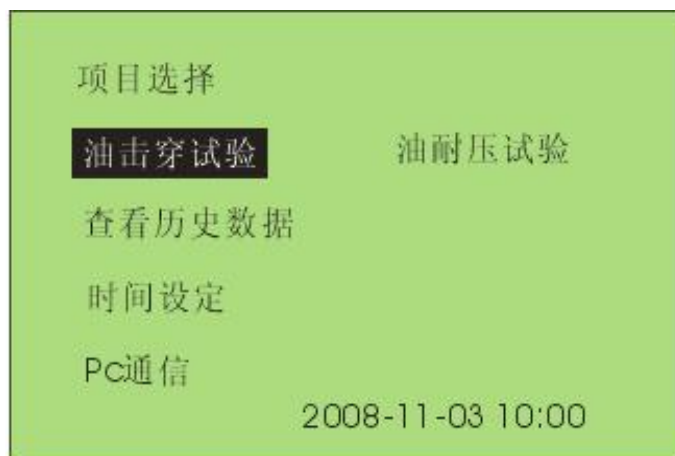 项目选择
油击穿试验 油耐压试验
查看历史数据
时间设定
Pc通信
2008-11-03 10:00